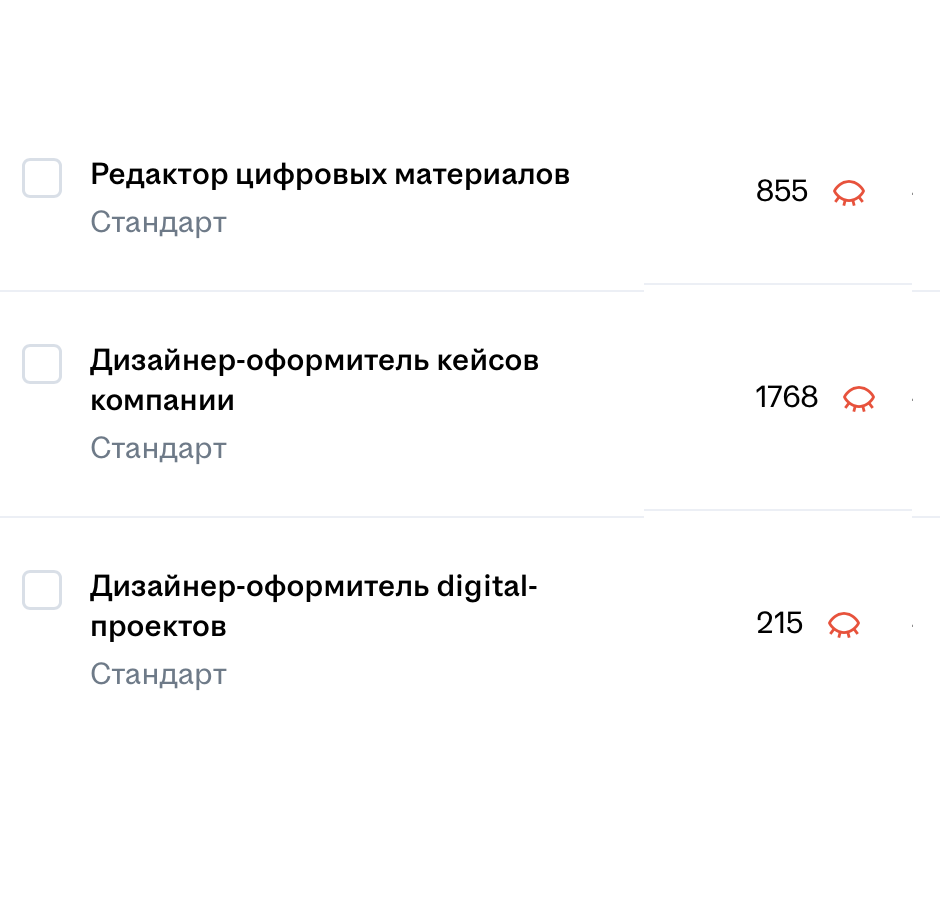 Редактор цифровых материалов
Стандарт
855
Дизайнер-оформитель кейсов
компании
Стандарт
1768
Дизайнер-оформитель digital-
проектов
Стандарт
215